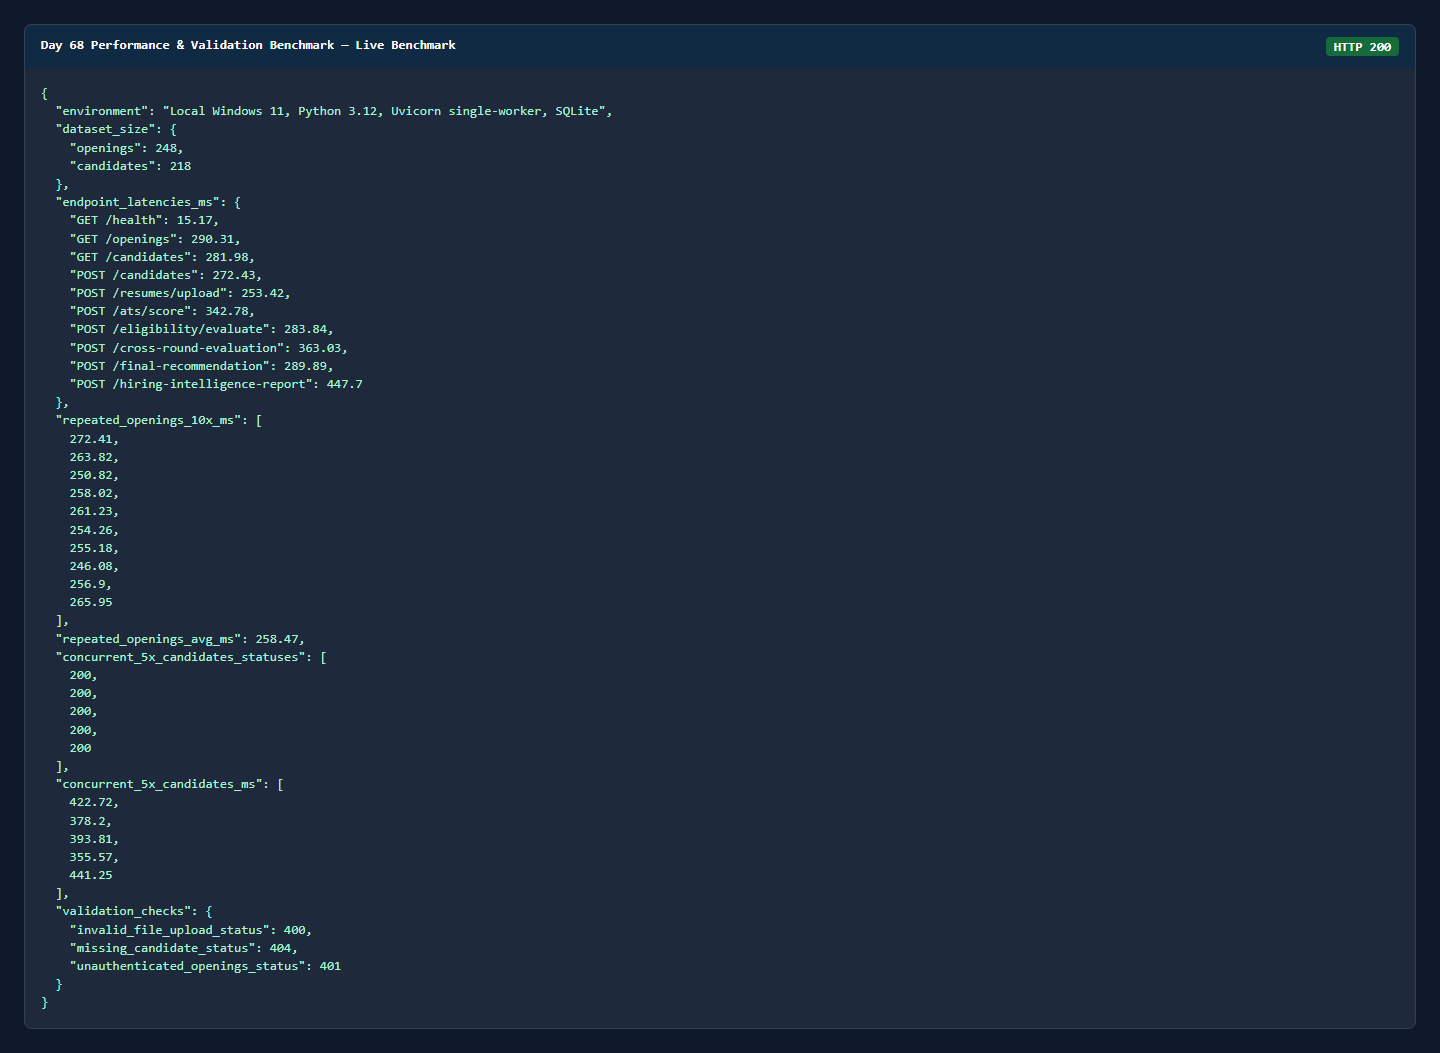 Day 68 Performance & Validation Benchmark — Live Benchmark
HTTP 200
{
  "environment": "Local Windows 11, Python 3.12, Uvicorn single-worker, SQLite",
  "dataset_size": {
    "openings": 248,
    "candidates": 218
  },
  "endpoint_latencies_ms": {
    "GET /health": 15.17,
    "GET /openings": 290.31,
    "GET /candidates": 281.98,
    "POST /candidates": 272.43,
    "POST /resumes/upload": 253.42,
    "POST /ats/score": 342.78,
    "POST /eligibility/evaluate": 283.84,
    "POST /cross-round-evaluation": 363.03,
    "POST /final-recommendation": 289.89,
    "POST /hiring-intelligence-report": 447.7
  },
  "repeated_openings_10x_ms": [
    272.41,
    263.82,
    250.82,
    258.02,
    261.23,
    254.26,
    255.18,
    246.08,
    256.9,
    265.95
  ],
  "repeated_openings_avg_ms": 258.47,
  "concurrent_5x_candidates_statuses": [
    200,
    200,
    200,
    200,
    200
  ],
  "concurrent_5x_candidates_ms": [
    422.72,
    378.2,
    393.81,
    355.57,
    441.25
  ],
  "validation_checks": {
    "invalid_file_upload_status": 400,
    "missing_candidate_status": 404,
    "unauthenticated_openings_status": 401
  }
}